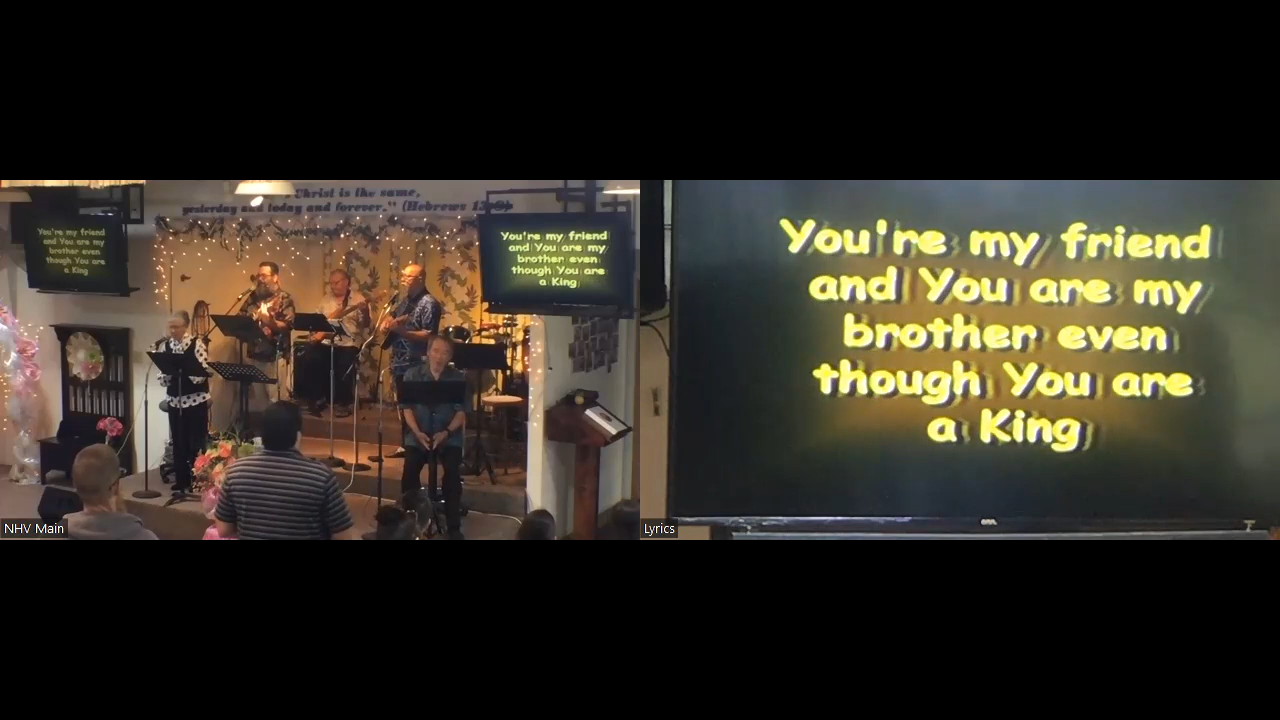 Christ is the same,
yesterday and today and forever." (Hebrews 13:8)
You're my friend
and You are my
brother even
though You are
a King
You're my friend
and You are my
brother even
though You are
a King
NHV Main
You're my friend
and You are my
brother even
though You are
a King
Lyrics